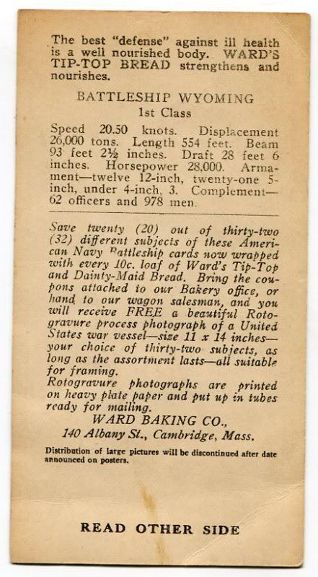 The best "defense" against ill health
is a well nourished body. WARD'S
TIP-TOP BREAD strengthens and
nourishes.
BATTLESHIP WYOMING
1st Class
Speed 20.50 knots. Displacement
26,000 tons. Length 554 feet. Beam
93 feet 2½ inches. Draft 28 feet 6
inches. Horsepower 28,000. Arma-
ment—twelve 12-inch, twenty-one 5-
inch, under 4-inch, 3. Complement—
62 officers and 978 men.
Save twenty (20) out of thirty-two
(32) different subjects of these Ameri-
can Navy Battleship cards now wrapped
with every 10c. loaf of Ward's Tip-Top
and Dainty-Maid Bread. Bring the cou-
pons attached to our Bakery office, or
hand to our wagon salesman, and you
will receive FREE a beautiful Roto-
gravure process photograph of a United
States war vessel—size 11 x 14 inches—
your choice of thirty-two subjects, as
long as the assortment lasts—all suitable
for framing.
Rotogravure photographs are printed
on heavy plate paper and put up in tubes
ready for mailing.
WARD BAKING CO.,
140 Albany St., Cambridge, Mass.
Distribution of large pictures will be discontinued after date
announced on posters.
READ OTHER SIDE